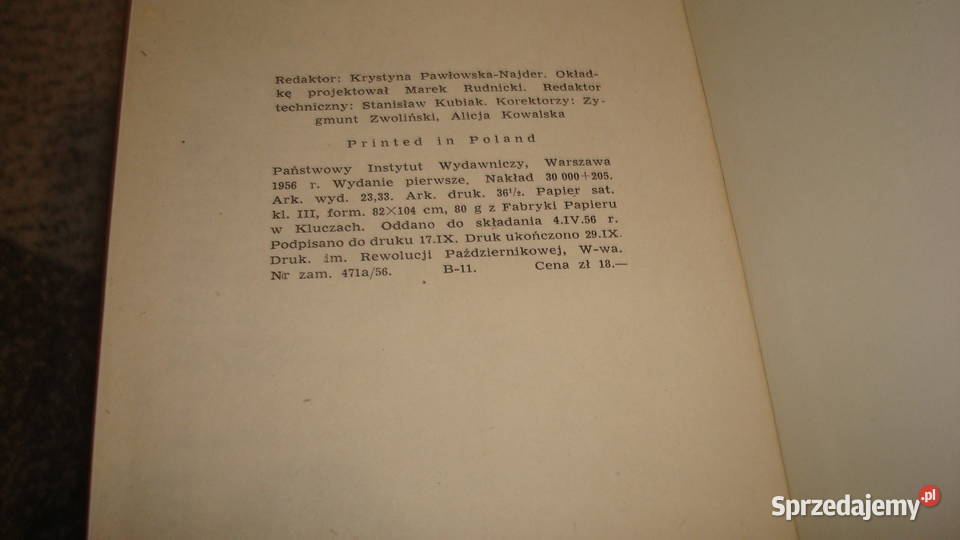 Redaktor: Krystyna Pawłowska-Najder. Okład-
kę projektował Marek Rudnicki. Redaktor
techniczny: Stanisław Kubiak. Korektorzy: Zy-
gmunt Zwoliński, Alicja Kowalska
Printed in Poland
Państwowy Instytut Wydawniczy, Warszawa
1956 r. Wydanie pierwsze. Nakład 30 000+205.
Ark. wyd. 23,33. Ark. druk. 36½. Papier sat.
kl. III, form. 82×104 cm, 80 g z Fabryki Papieru
w Kluczach. Oddano do składania 4.IV.56 r.
Podpisano do druku 17.IX. Druk ukończono 29.IX.
Druk. im. Rewolucji Październikowej, W-wa.
Nr zam. 471a/56. B-11. Cena zł 18,—
Sprzedajemy.pl